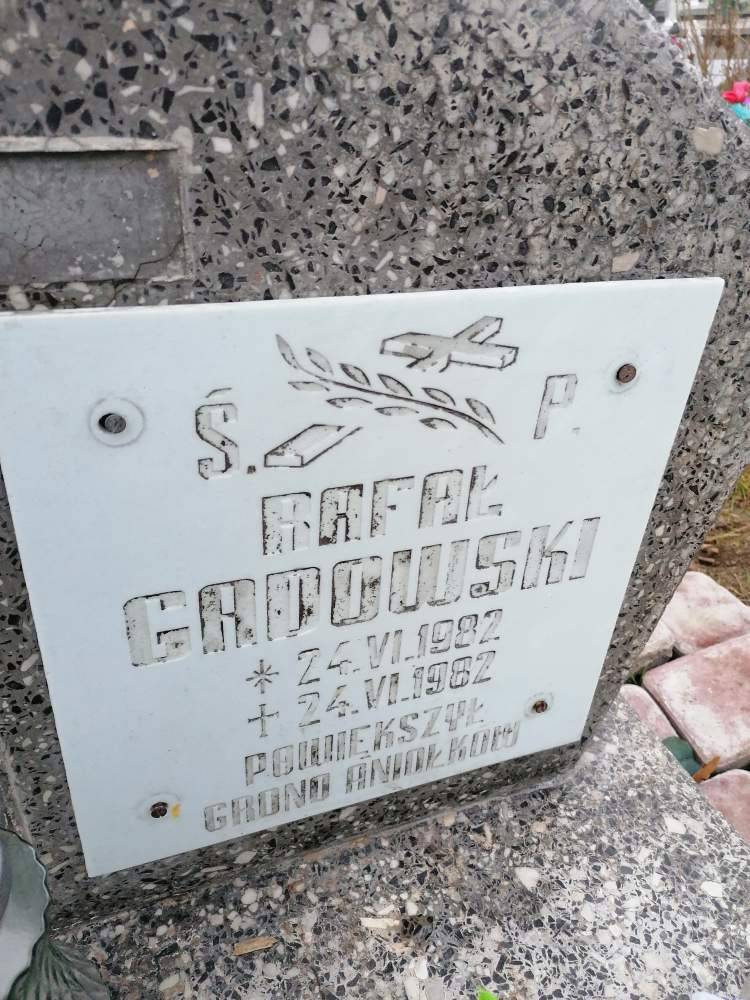 Ś. P.
RAFAŁ
GADOWSKI
* 24.VI.1982
+ 24.VI.1982
POWIĘKSZYŁ
GRONO ANIOŁKÓW